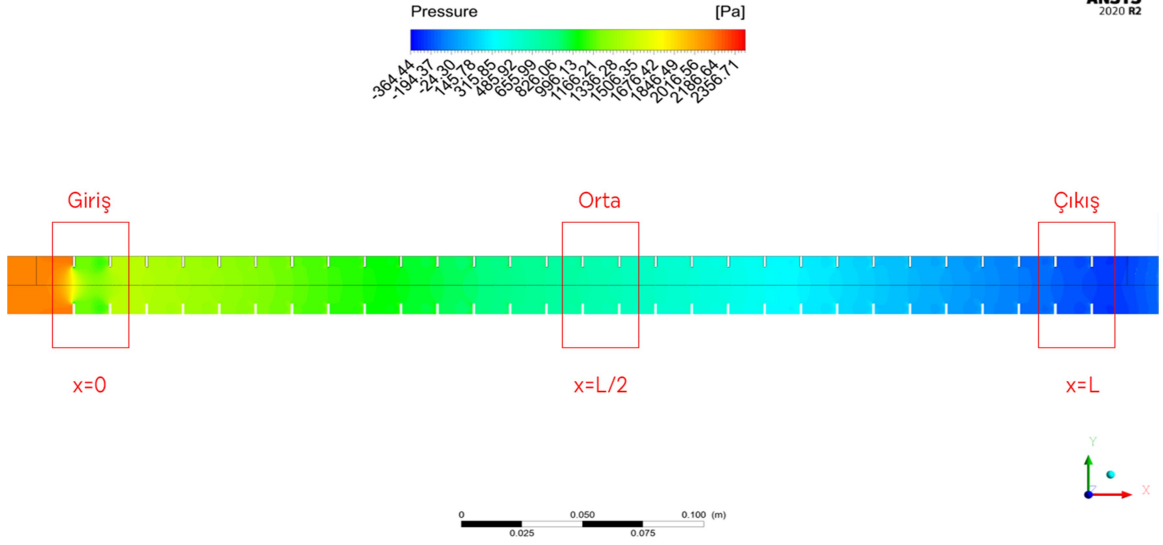 Pressure [Pa]
ANSYS
2020 R2
-364.44 -194.37 -24.30 145.78 315.85 485.92 655.99 826.06 996.13 1166.21 1336.28 1506.35 1676.42 1846.49 2016.56 2186.64 2356.71
Giriş Orta Çıkış
x=0 x=L/2 x=L
Y
Z X
0 0.050 0.100 (m)
0.025 0.075